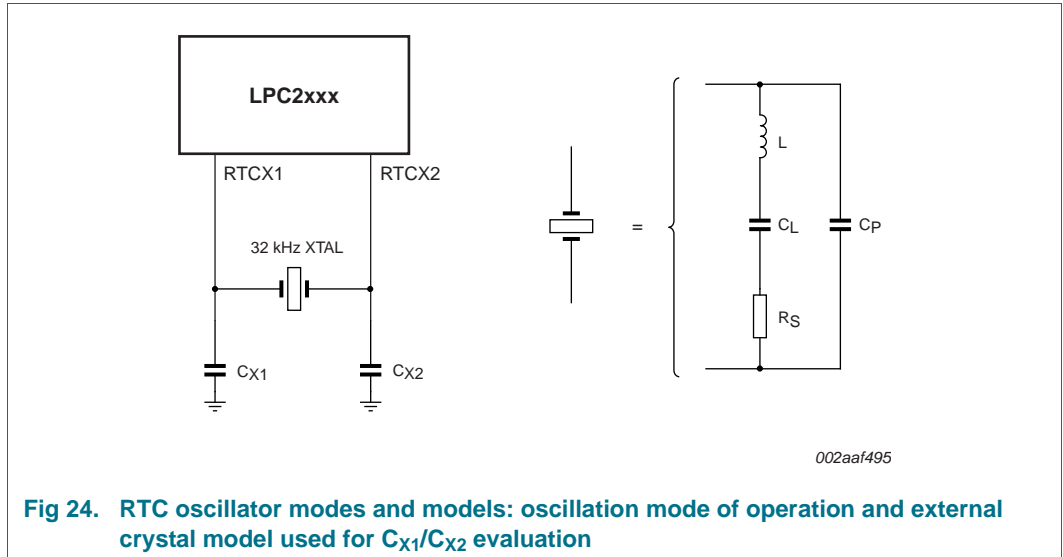 LPC2xxx
RTCX1
RTCX2
32 kHz XTAL
CX1
CX2
=
L
CL
CP
RS
002aaf495
Fig 24. RTC oscillator modes and models: oscillation mode of operation and external
crystal model used for CX1/CX2 evaluation